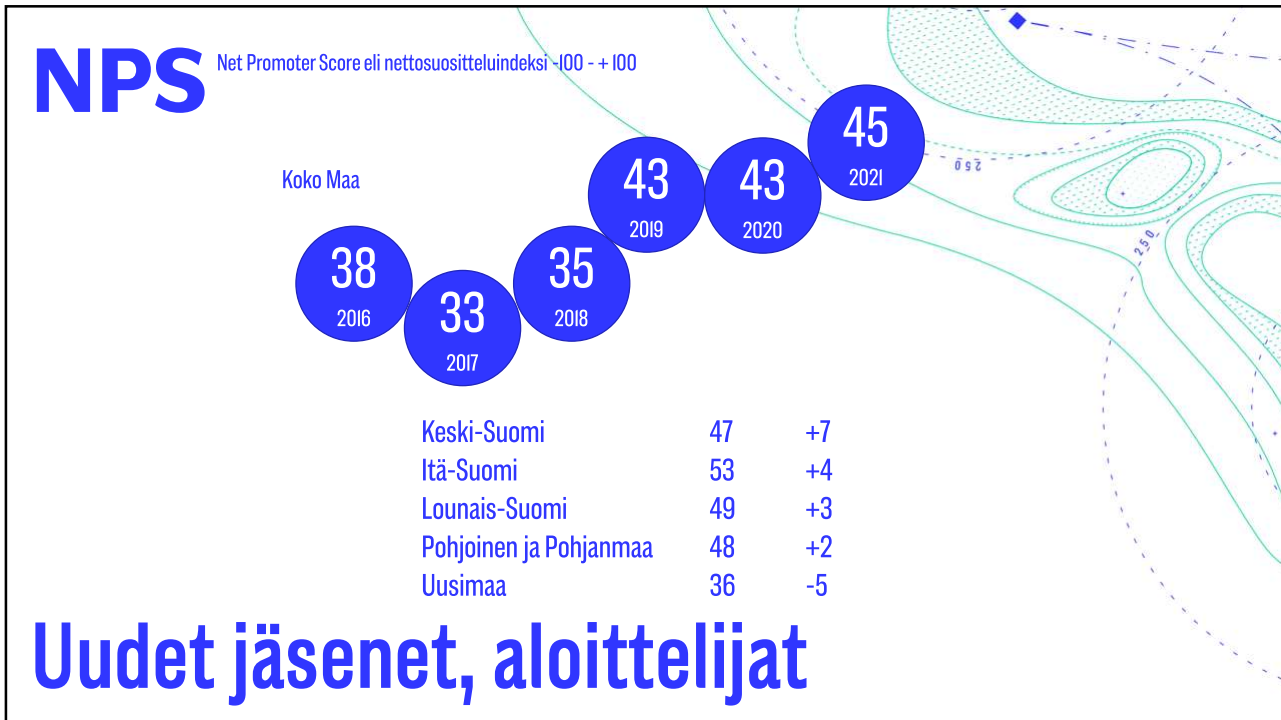 NPS Net Promoter Score eli nettosuositteluindeksi -100 - + 100
Koko Maa
38
2016
33
2017
35
2018
43
2019
43
2020
45
2021
250
250
Keski-Suomi 47 +7
Itä-Suomi 53 +4
Lounais-Suomi 49 +3
Pohjoinen ja Pohjanmaa 48 +2
Uusimaa 36 -5
Uudet jäsenet, aloittelijat